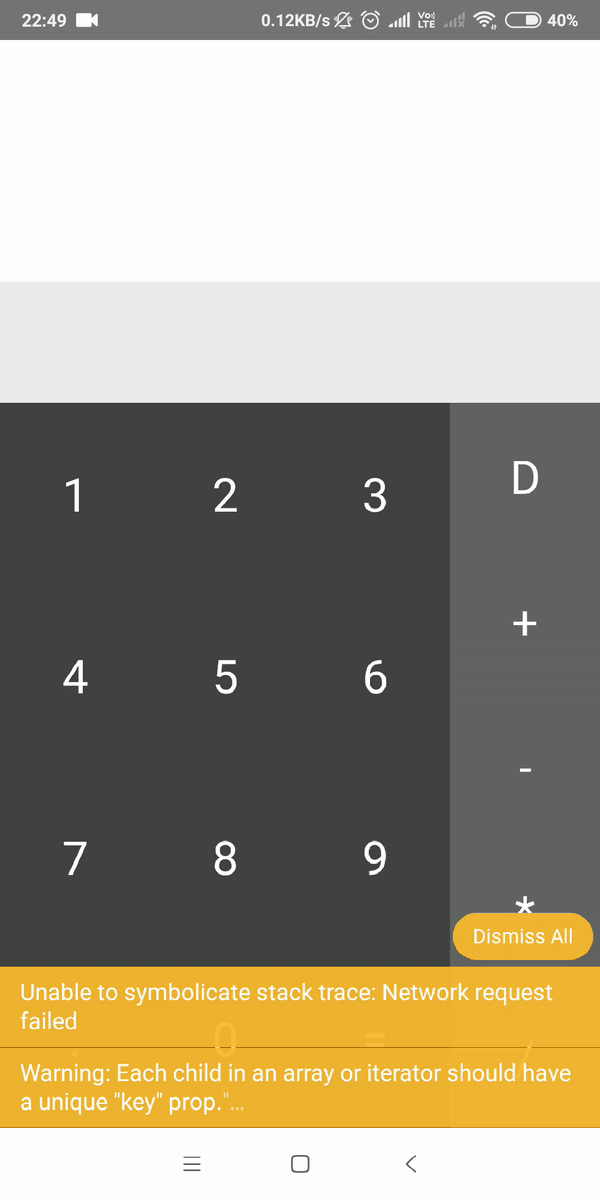 22:49 0.12KB/s Vo) LTE 40%
1 2 3 D
+
4 5 6
-
7 8 9
*
Dismiss All
Unable to symbolicate stack trace: Network request
failed
. 0 = /
Warning: Each child in an array or iterator should have
a unique "key" prop."...